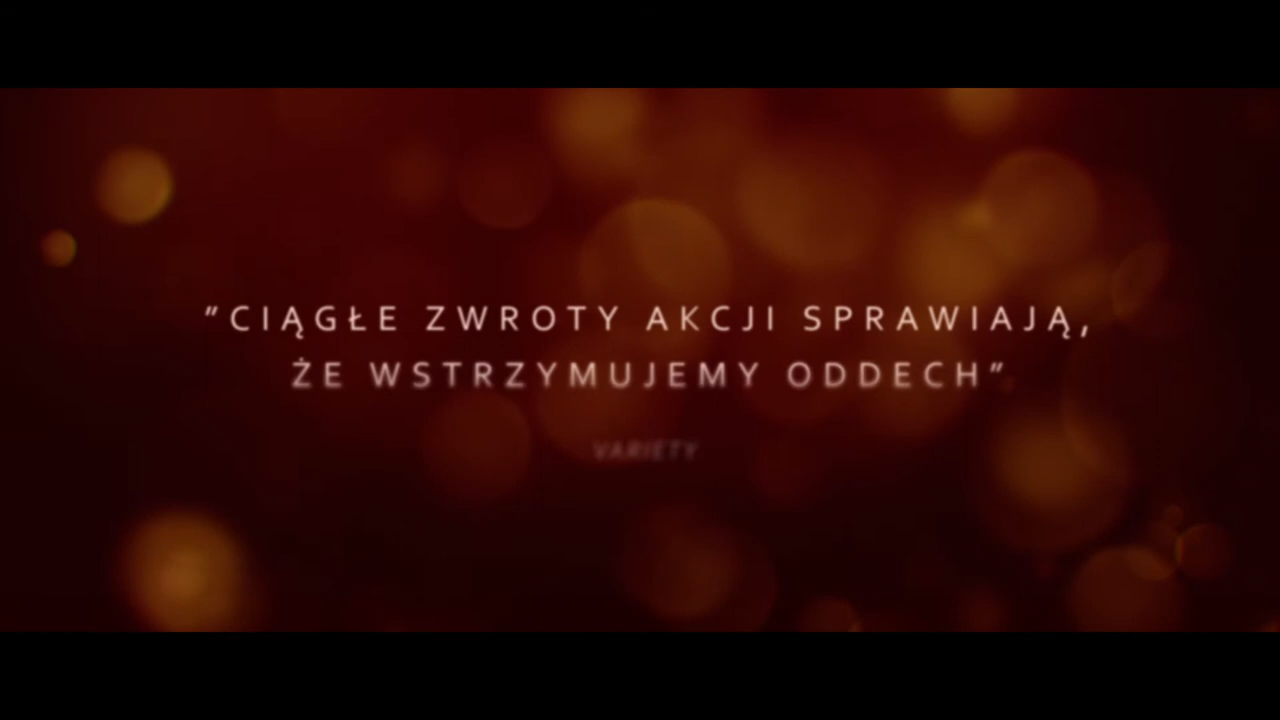 ”CIĄGŁE ZWROTY AKCJI SPRAWIAJĄ,
ŻE WSTRZYMUJEMY ODDECH”
VARIETY